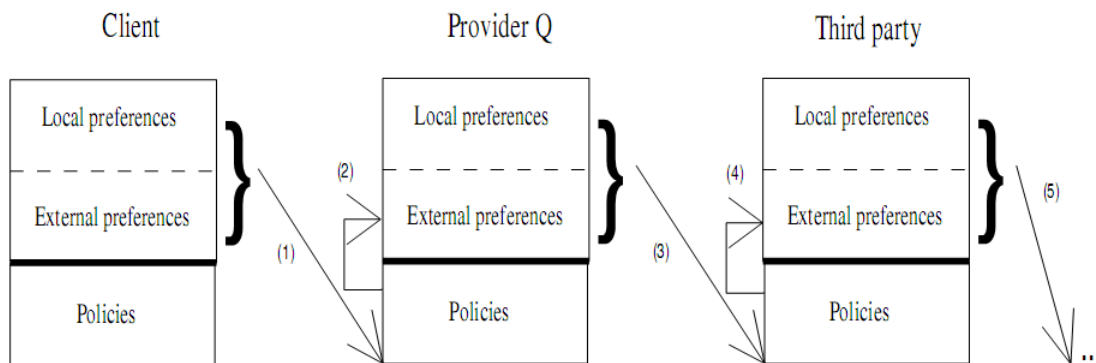 Client Provider Q Third party
Local preferences Local preferences Local preferences
(2) (4) (5)
External preferences External preferences External preferences
(1) (3)
Policies Policies Policies
..